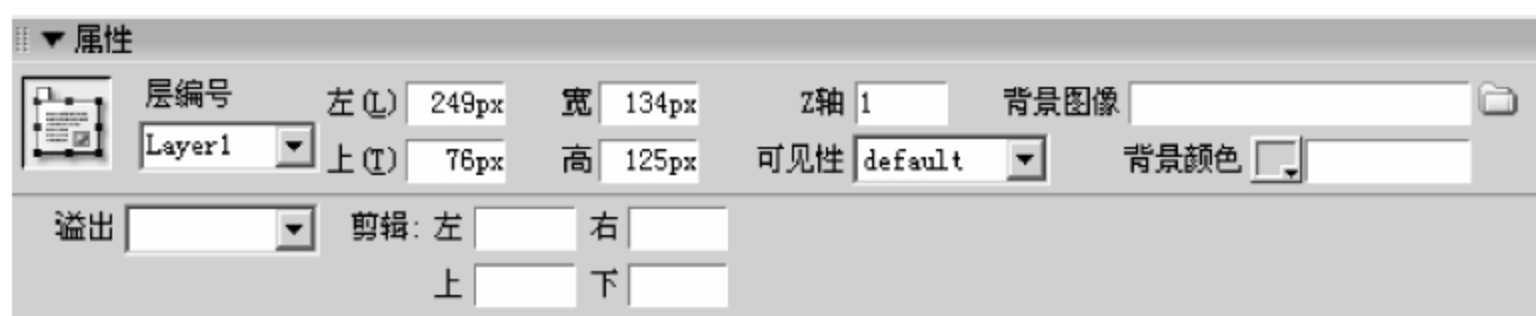 属性
层编号 左(L) 249px 宽 134px Z轴 1 背景图像
Layer1 上(T) 76px 高 125px 可见性 default 背景颜色
溢出 剪辑: 左 右
上 下